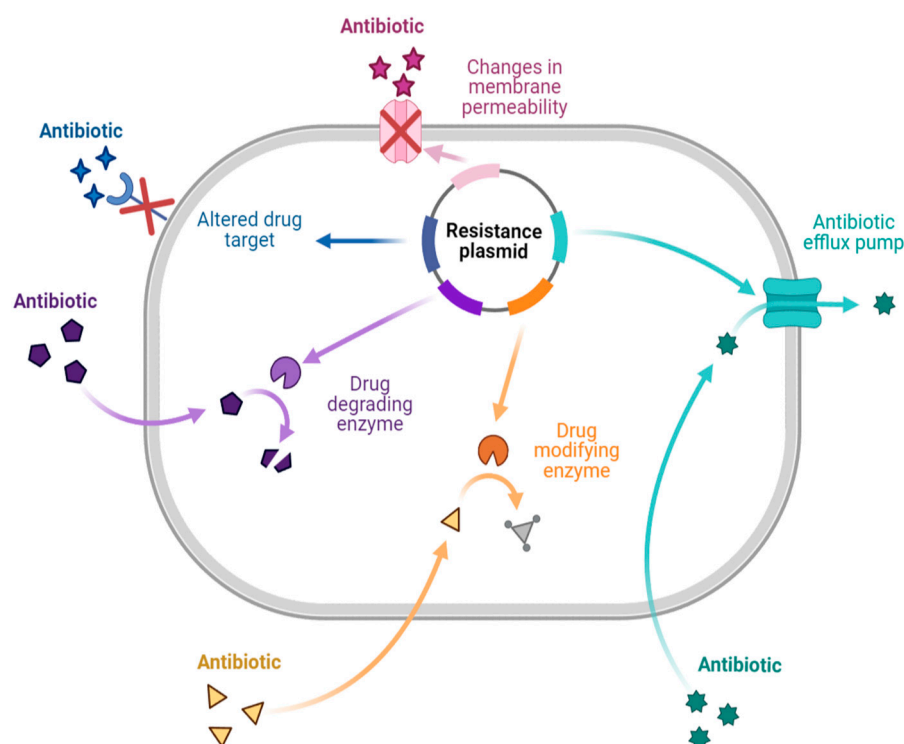 Antibiotic
Changes in
membrane
permeability
Antibiotic
Altered drug
target
Resistance
plasmid
Antibiotic
efflux pump
Antibiotic
Drug
degrading
enzyme
Drug
modifying
enzyme
Antibiotic
Antibiotic